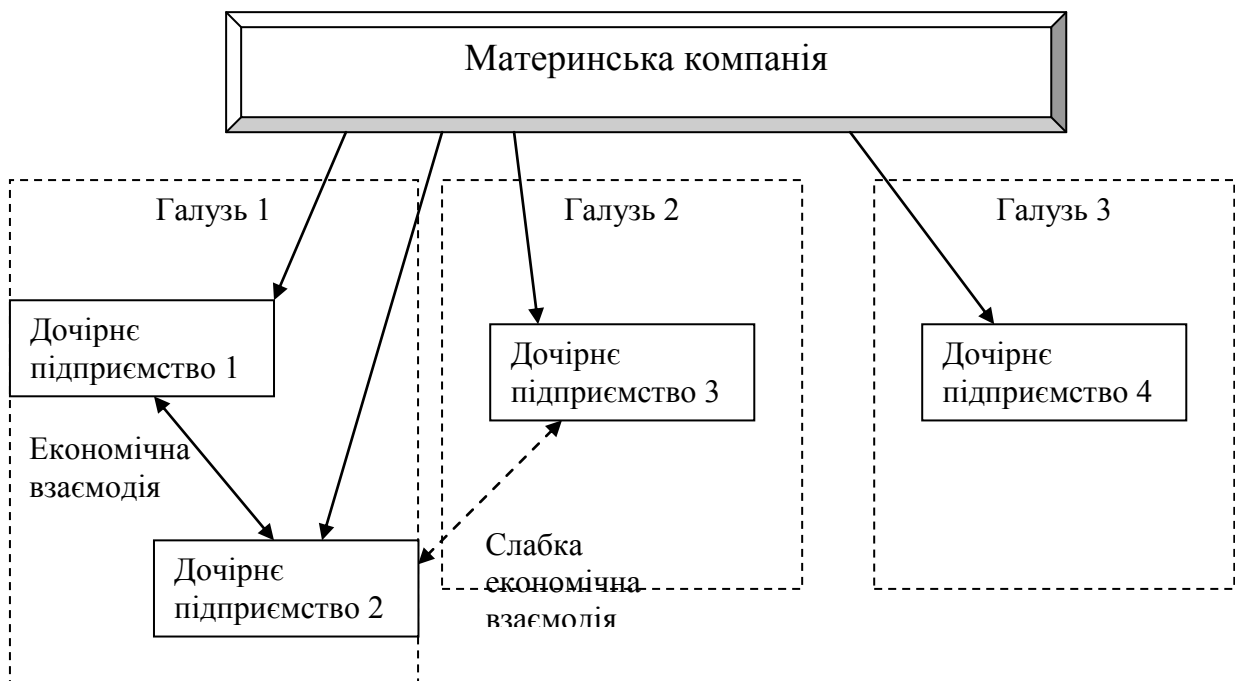 Материнська компанія
Галузь 1
Галузь 2
Галузь 3
Дочірнє
підприємство 1
Дочірнє
підприємство 3
Дочірнє
підприємство 4
Економічна
взаємодія
Дочірнє
підприємство 2
Слабка
економічна
взаємодія